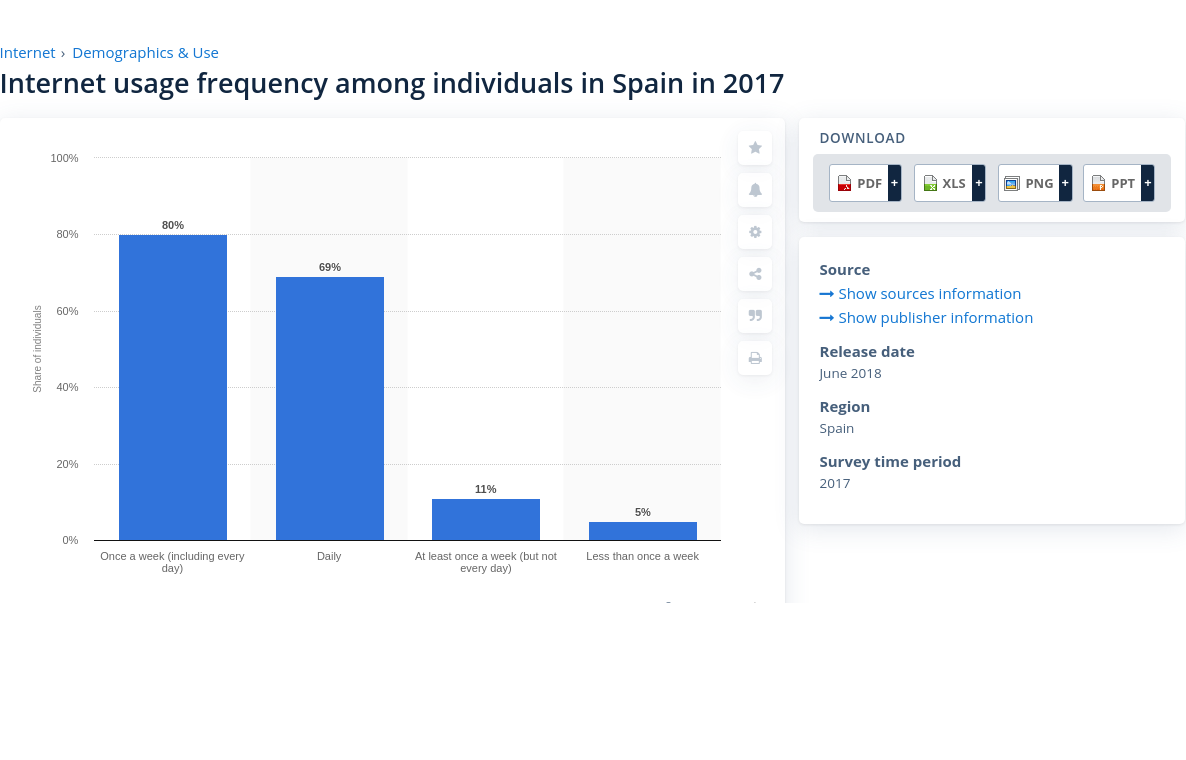 Internet › Demographics & Use
Internet usage frequency among individuals in Spain in 2017
100%
80%
60%
40%
20%
0%
Share of individuals
80%
69%
11%
5%
Once a week (including every
day)
Daily
At least once a week (but not
every day)
Less than once a week
DOWNLOAD
PDF +
XLS +
PNG +
PPT +
Source
Show sources information
Show publisher information
Release date
June 2018
Region
Spain
Survey time period
2017